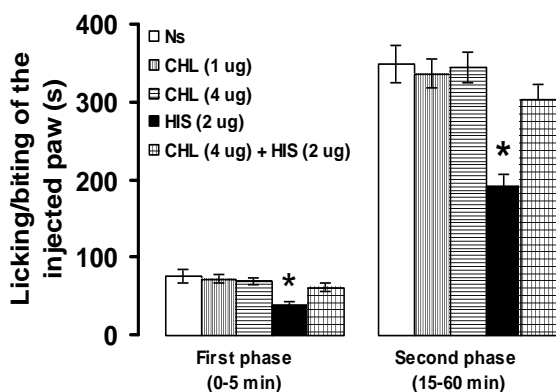 Licking/biting of the
injected paw (s)
400
300
200
100
0
Ns
CHL (1 ug)
CHL (4 ug)
HIS (2 ug)
CHL (4 ug) + HIS (2 ug)
*
*
First phase
(0-5 min)
Second phase
(15-60 min)